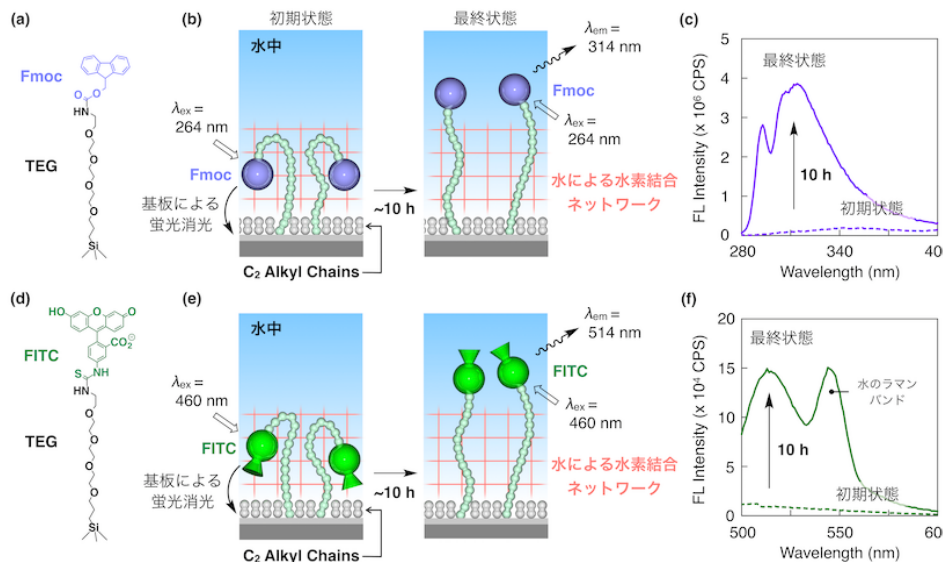 (a)
Fmoc
O
O
HN
O
O
O
O
TEG
Si
(b)
初期状態
水中
λex =
264 nm
Fmoc
基板による
蛍光消光
~10 h
C2 Alkyl Chains
最終状態
λem =
314 nm
Fmoc
λex =
264 nm
水による水素結合
ネットワーク
(c)
最終状態
10 h
初期状態
FL Intensity (x 10⁶ CPS)
5
4
3
2
1
0
280
340
400
Wavelength (nm)
(d)
HO
O
O
CO2⊖
FITC
S
NH
HN
O
O
O
O
TEG
Si
(e)
水中
λex =
460 nm
FITC
基板による
蛍光消光
~10 h
C2 Alkyl Chains
λem =
514 nm
FITC
λex =
460 nm
水による水素結合
ネットワーク
(f)
最終状態
水のラマン
バンド
10 h
初期状態
FL Intensity (x 10⁴ CPS)
20
15
10
5
0
500
550
600
Wavelength (nm)